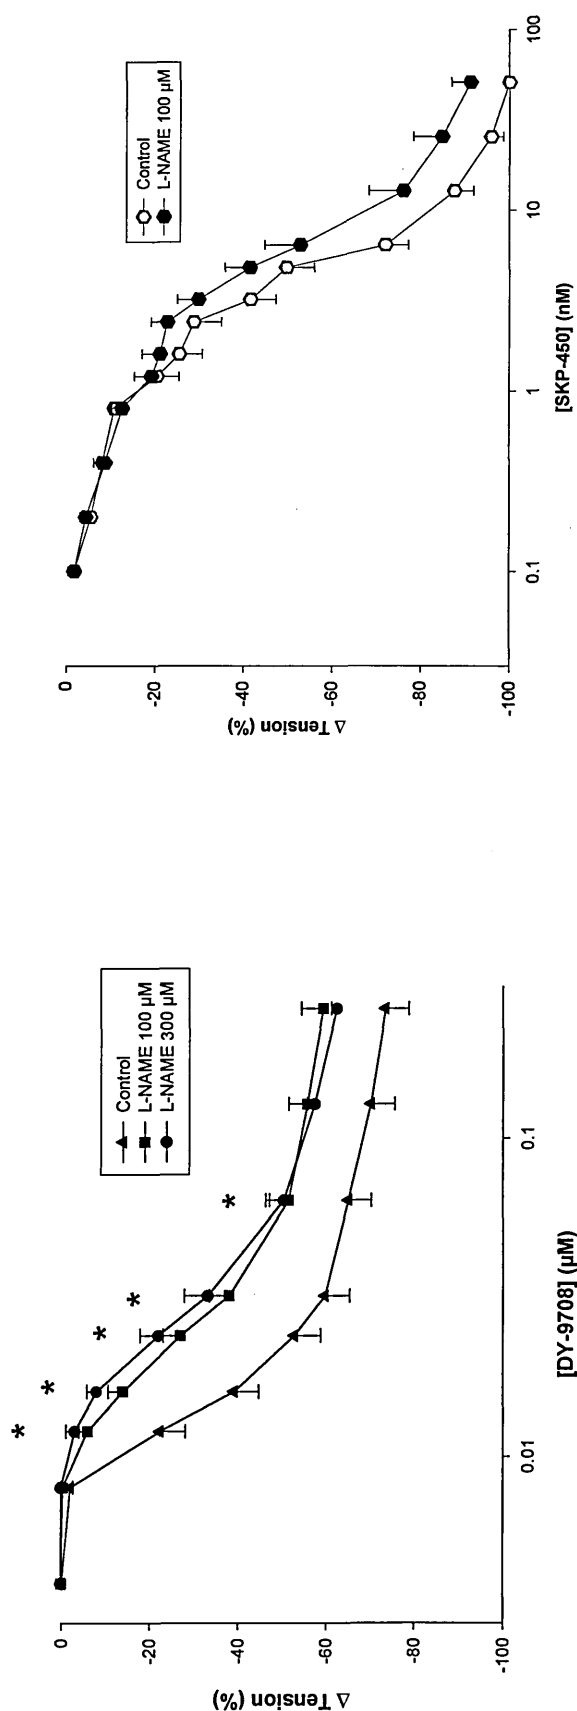 Control
L-NAME 100 µM
L-NAME 300 µM
*
*
*
*
*
0
-20
-40
-60
-80
-100
Δ Tension (%)
0.01
0.1
[DY-9708] (µM)
Control
L-NAME 100 µM
0
-20
-40
-60
-80
-100
Δ Tension (%)
0.1
1
10
100
[SKP-450] (nM)